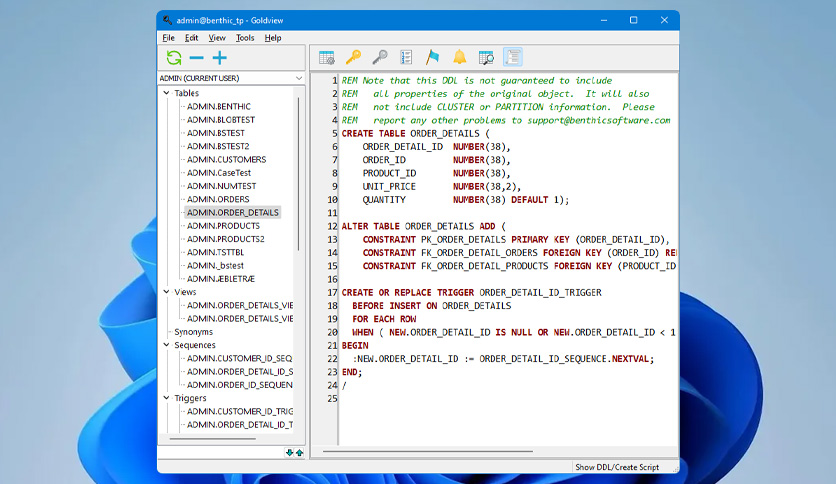 admin@benthic_tp - Goldview
File Edit View Tools Help
ADMIN (CURRENT USER)
Tables
ADMIN.BENTHIC
ADMIN.BLOBTEST
ADMIN.BSTEST
ADMIN.BSTEST2
ADMIN.CUSTOMERS
ADMIN.CaseTest
ADMIN.NUMTEST
ADMIN.ORDERS
ADMIN.ORDER_DETAILS
ADMIN.PRODUCTS
ADMIN.PRODUCTS2
ADMIN.TSTTBL
ADMIN._bstest
ADMIN.ÆBLETRÆ
Views
ADMIN.ORDER_DETAILS_VIE
ADMIN.ORDER_DETAILS_VIE
Synonyms
Sequences
ADMIN.CUSTOMER_ID_SEQ
ADMIN.ORDER_DETAIL_ID_S
ADMIN.ORDER_ID_SEQUEN
Triggers
ADMIN.CUSTOMER_ID_TRIG
ADMIN.ORDER_DETAIL_ID_T
1 REM Note that this DDL is not guaranteed to include
2 REM   all properties of the original object.  It will also
3 REM   not include CLUSTER or PARTITION information.  Please
4 REM   report any other problems to support@benthicsoftware.com
5 CREATE TABLE ORDER_DETAILS (
6     ORDER_DETAIL_ID  NUMBER(38),
7     ORDER_ID         NUMBER(38),
8     PRODUCT_ID       NUMBER(38),
9     UNIT_PRICE       NUMBER(38,2),
10     QUANTITY         NUMBER(38) DEFAULT 1);
11
12 ALTER TABLE ORDER_DETAILS ADD (
13     CONSTRAINT PK_ORDER_DETAILS PRIMARY KEY (ORDER_DETAIL_ID),
14     CONSTRAINT FK_ORDER_DETAIL_ORDERS FOREIGN KEY (ORDER_ID) RE
15     CONSTRAINT FK_ORDER_DETAIL_PRODUCTS FOREIGN KEY (PRODUCT_ID
16
17 CREATE OR REPLACE TRIGGER ORDER_DETAIL_ID_TRIGGER
18   BEFORE INSERT ON ORDER_DETAILS
19   FOR EACH ROW
20   WHEN ( NEW.ORDER_DETAIL_ID IS NULL OR NEW.ORDER_DETAIL_ID < 1
21 BEGIN
22   :NEW.ORDER_DETAIL_ID := ORDER_DETAIL_ID_SEQUENCE.NEXTVAL;
23 END;
24 /
25
Show DDL/Create Script